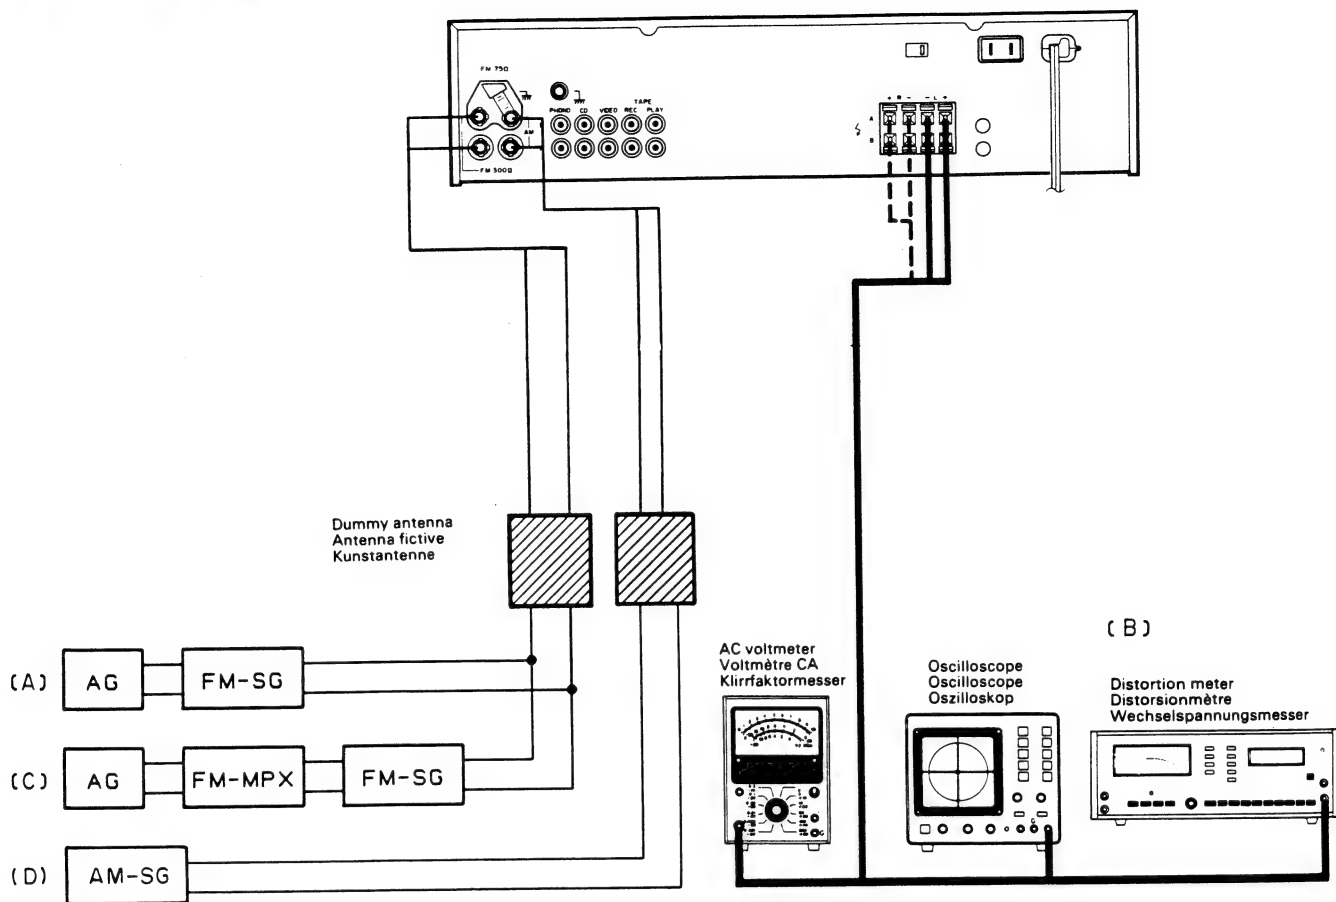 FM 75Ω
TAPE
PHONO CD VIDEO REC PLAY
AM
FM 300Ω
+ R − − L +
A
B
Dummy antenna
Antenna fictive
Kunstantenne
(A) AG FM-SG
(C) AG FM-MPX FM-SG
(D) AM-SG
(B)
AC voltmeter
Voltmètre CA
Klirrfaktormesser
Oscilloscope
Oscilloscope
Oszilloskop
Distortion meter
Distorsionmètre
Wechselspannungsmesser
G
G